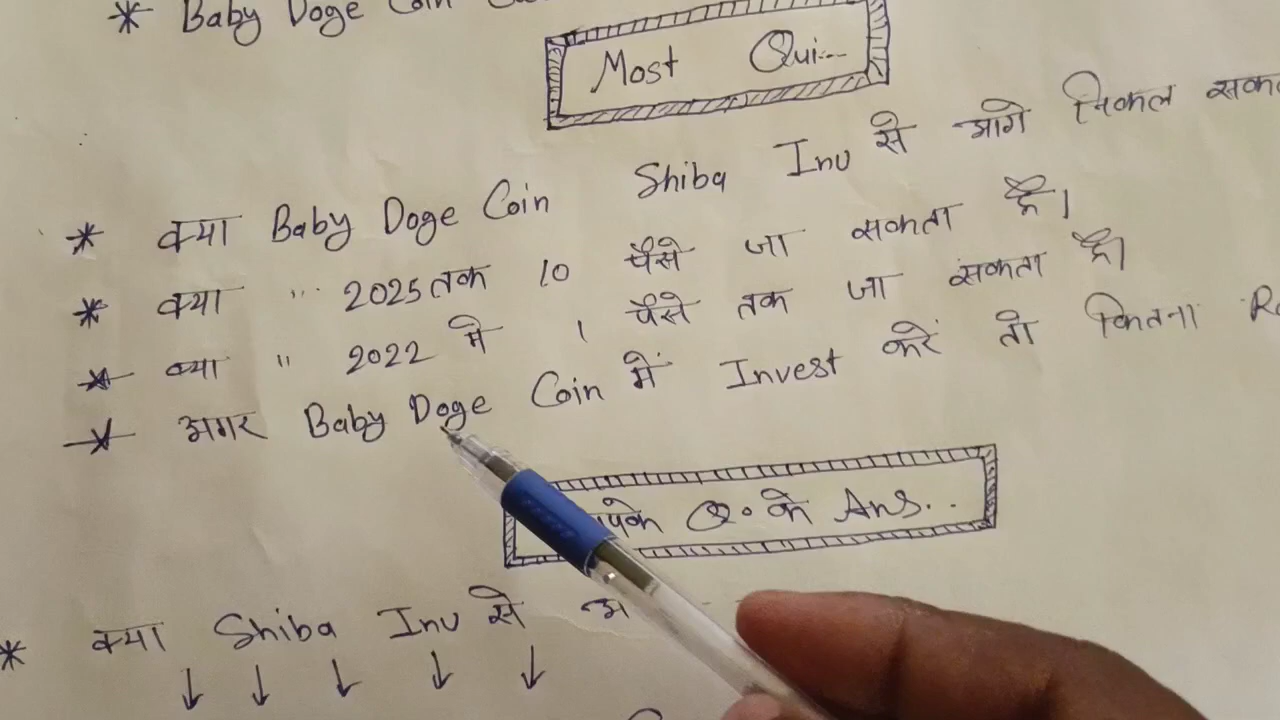 * Baby Doge Coin
Most Qui...
* क्या Baby Doge Coin Shiba Inu से आगे निकल
* क्या " 2025 तक 10 पैसे जा सकता है।
* क्या " 2022 मे 1 पैसे तक जा सकता है।
* अगर Baby Doge Coin में Invest करें तो कितना
Q० के Ans..
* क्या Shiba Inu से
↓ ↓ ↓ ↓ ↓